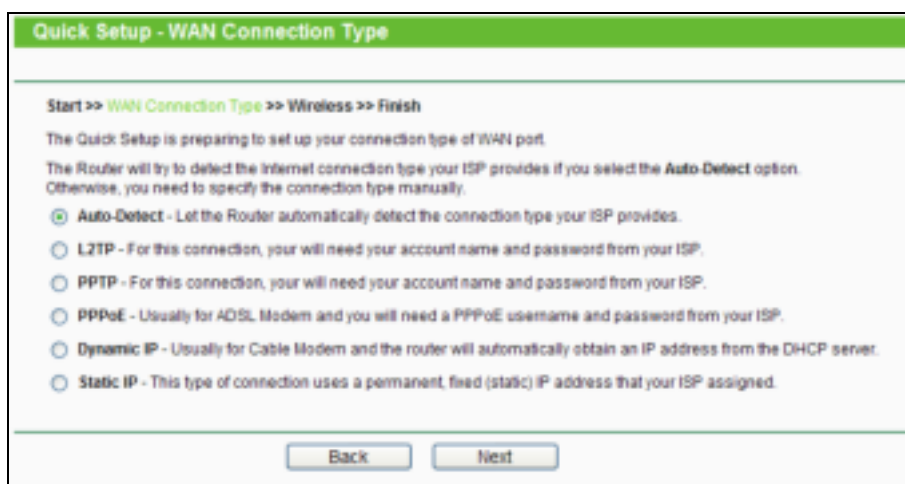 Quick Setup - WAN Connection Type
Start >> WAN Connection Type >> Wireless >> Finish
The Quick Setup is preparing to set up your connection type of WAN port.
The Router will try to detect the Internet connection type your ISP provides if you select the Auto-Detect option.
Otherwise, you need to specify the connection type manually.
Auto-Detect - Let the Router automatically detect the connection type your ISP provides.
L2TP - For this connection, your will need your account name and password from your ISP.
PPTP - For this connection, your will need your account name and password from your ISP.
PPPoE - Usually for ADSL Modem and you will need a PPPoE username and password from your ISP.
Dynamic IP - Usually for Cable Modem and the router will automatically obtain an IP address from the DHCP server.
Static IP - This type of connection uses a permanent, fixed (static) IP address that your ISP assigned.
Back Next